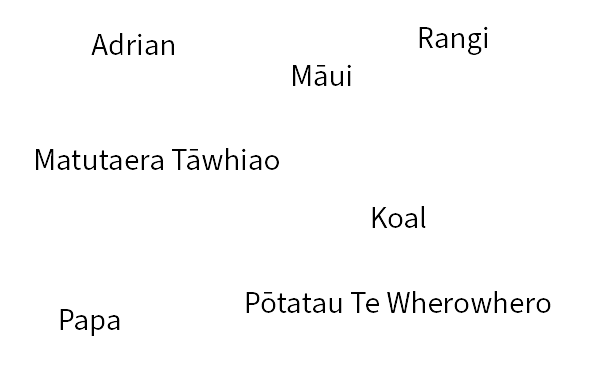 Adrian
Rangi
Māui
Matutaera Tāwhiao
Koal
Pōtatau Te Wherowhero
Papa